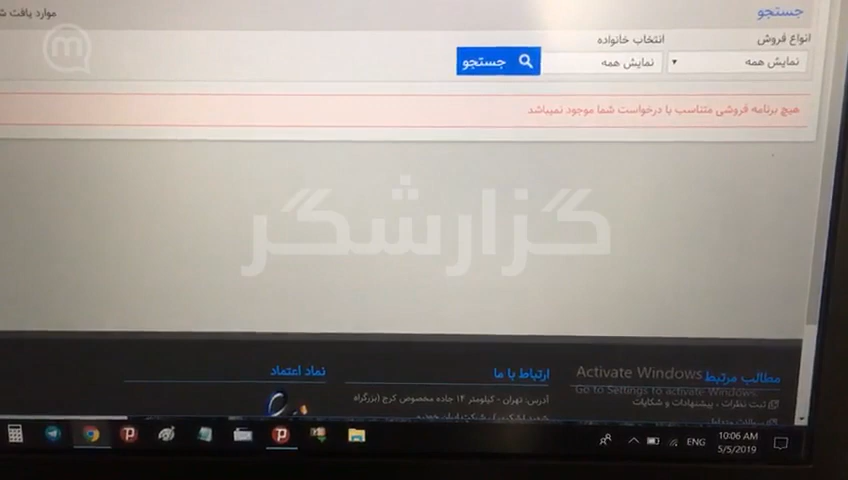 موارد یافت
جستجو
انواع فروش
انتخاب خانواده
نمایش همه
نمایش همه
جستجو
هیچ برنامه فروشی متناسب با درخواست شما موجود نمیباشد
گزارشگر
مطالب مرتبط
ارتباط با ما
نماد اعتماد
Activate Windows
Go to Settings to activate Windows.
ثبت نظرات ، پیشنهادات و شکایات
آدرس: تهران - کیلومتر ۱۴ جاده مخصوص کرج (بزرگراه
ENG
10:06 AM
5/5/2019